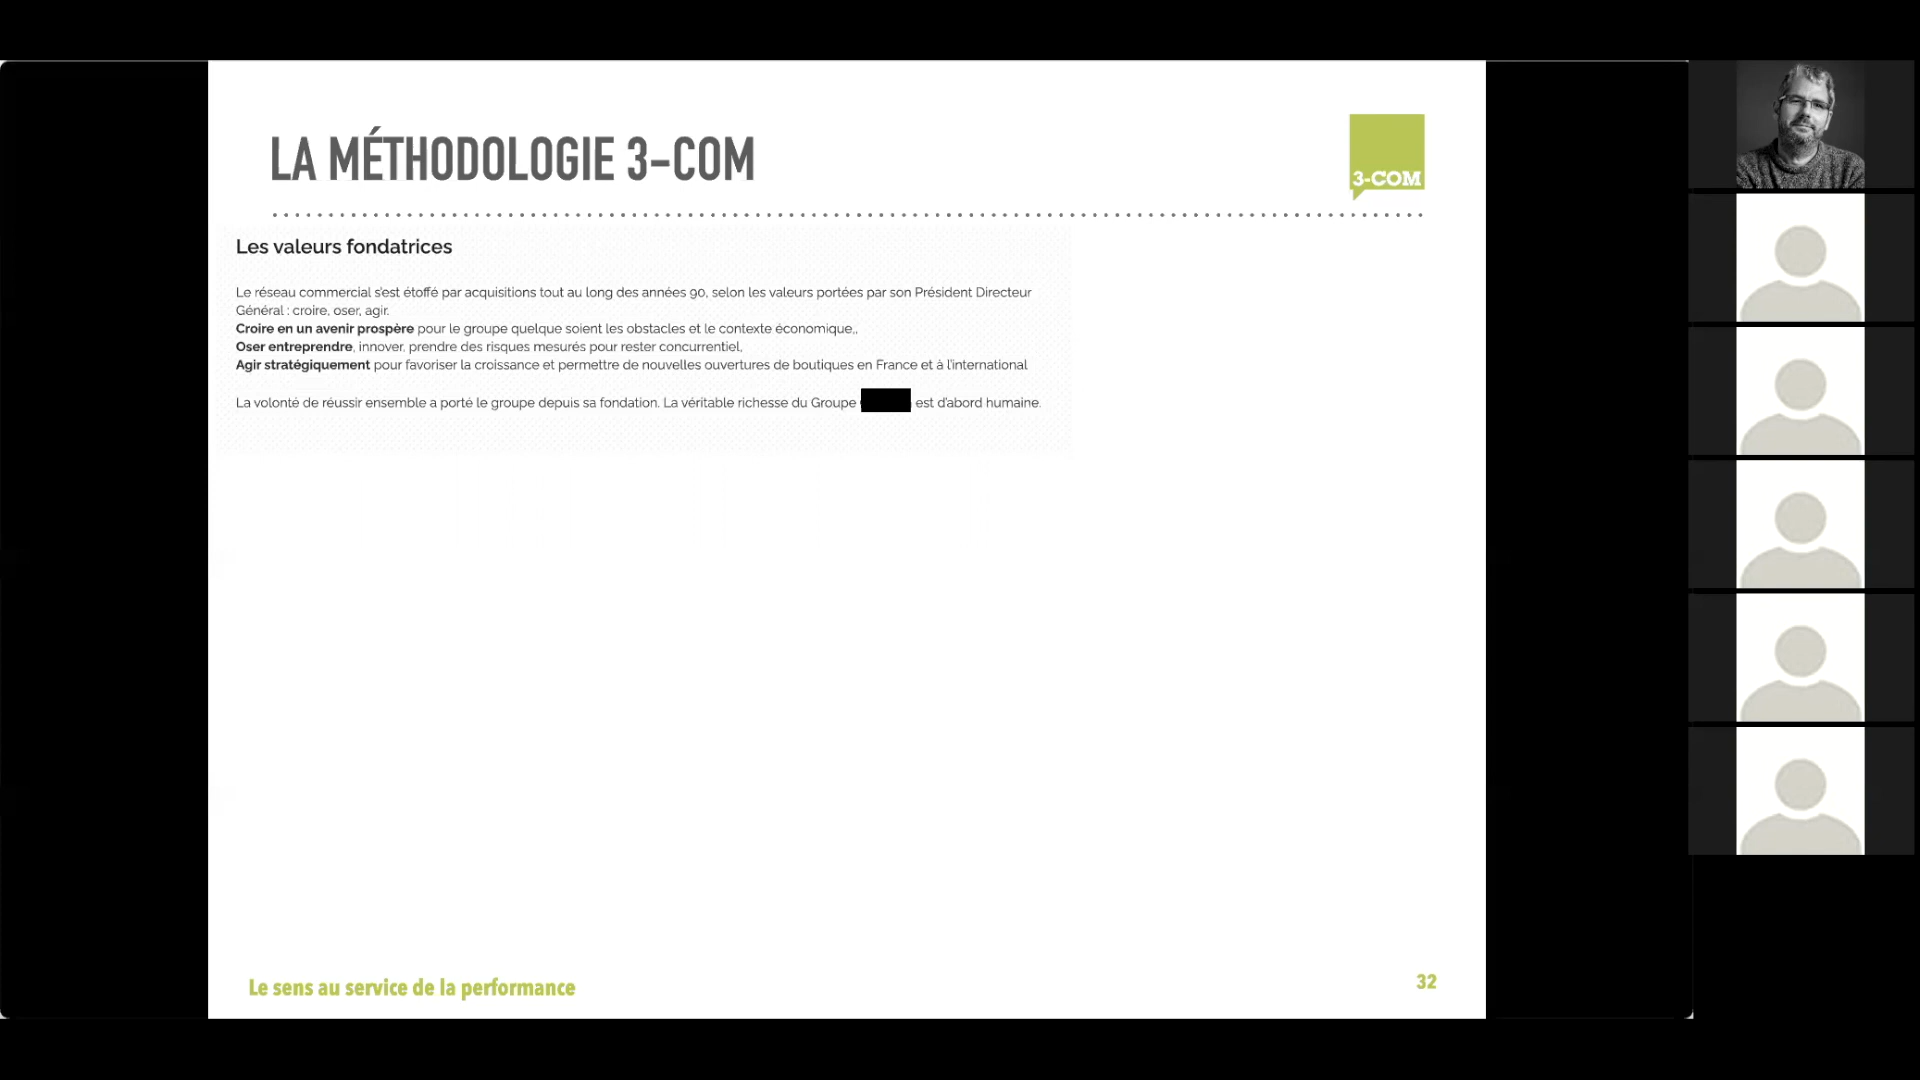 LA MÉTHODOLOGIE 3-COM
3-COM
Les valeurs fondatrices
Le réseau commercial s'est étoffé par acquisitions tout au long des années 90, selon les valeurs portées par son Président Directeur
Général : croire, oser, agir.
Croire en un avenir prospère pour le groupe quelque soient les obstacles et le contexte économique,,
Oser entreprendre, innover, prendre des risques mesurés pour rester concurrentiel,
Agir stratégiquement pour favoriser la croissance et permettre de nouvelles ouvertures de boutiques en France et à l'international
La volonté de réussir ensemble a porté le groupe depuis sa fondation. La véritable richesse du Groupe est d'abord humaine.
Le sens au service de la performance
32